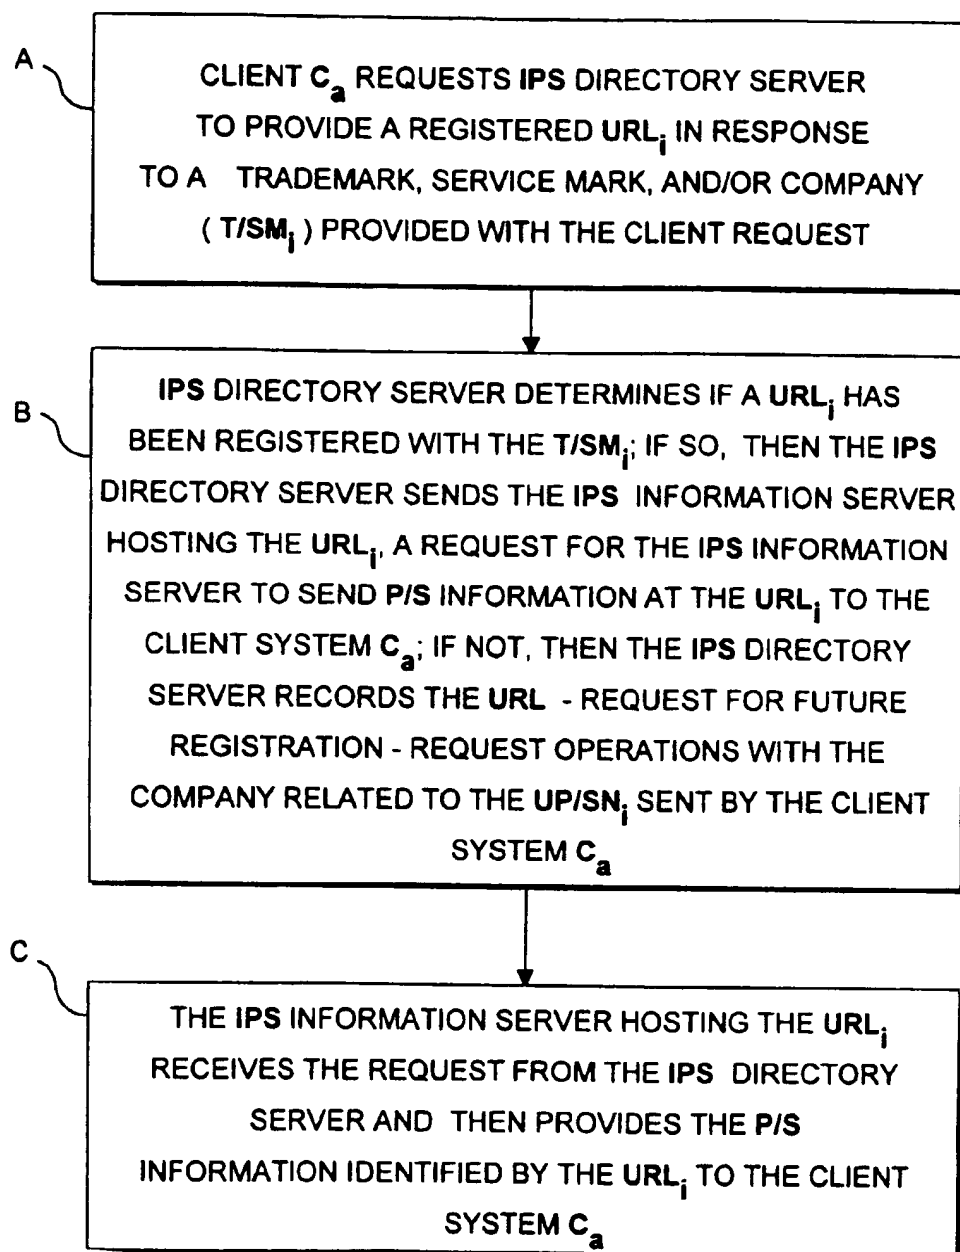 A
CLIENT Ca REQUESTS IPS DIRECTORY SERVER
TO PROVIDE A REGISTERED URLi IN RESPONSE
TO A TRADEMARK, SERVICE MARK, AND/OR COMPANY
( T/SMi ) PROVIDED WITH THE CLIENT REQUEST
B
IPS DIRECTORY SERVER DETERMINES IF A URLi HAS
BEEN REGISTERED WITH THE T/SMi; IF SO, THEN THE IPS
DIRECTORY SERVER SENDS THE IPS INFORMATION SERVER
HOSTING THE URLi, A REQUEST FOR THE IPS INFORMATION
SERVER TO SEND P/S INFORMATION AT THE URLi TO THE
CLIENT SYSTEM Ca; IF NOT, THEN THE IPS DIRECTORY
SERVER RECORDS THE URL - REQUEST FOR FUTURE
REGISTRATION - REQUEST OPERATIONS WITH THE
COMPANY RELATED TO THE UP/SNi SENT BY THE CLIENT
SYSTEM Ca
C
THE IPS INFORMATION SERVER HOSTING THE URLi
RECEIVES THE REQUEST FROM THE IPS DIRECTORY
SERVER AND THEN PROVIDES THE P/S
INFORMATION IDENTIFIED BY THE URLi TO THE CLIENT
SYSTEM Ca